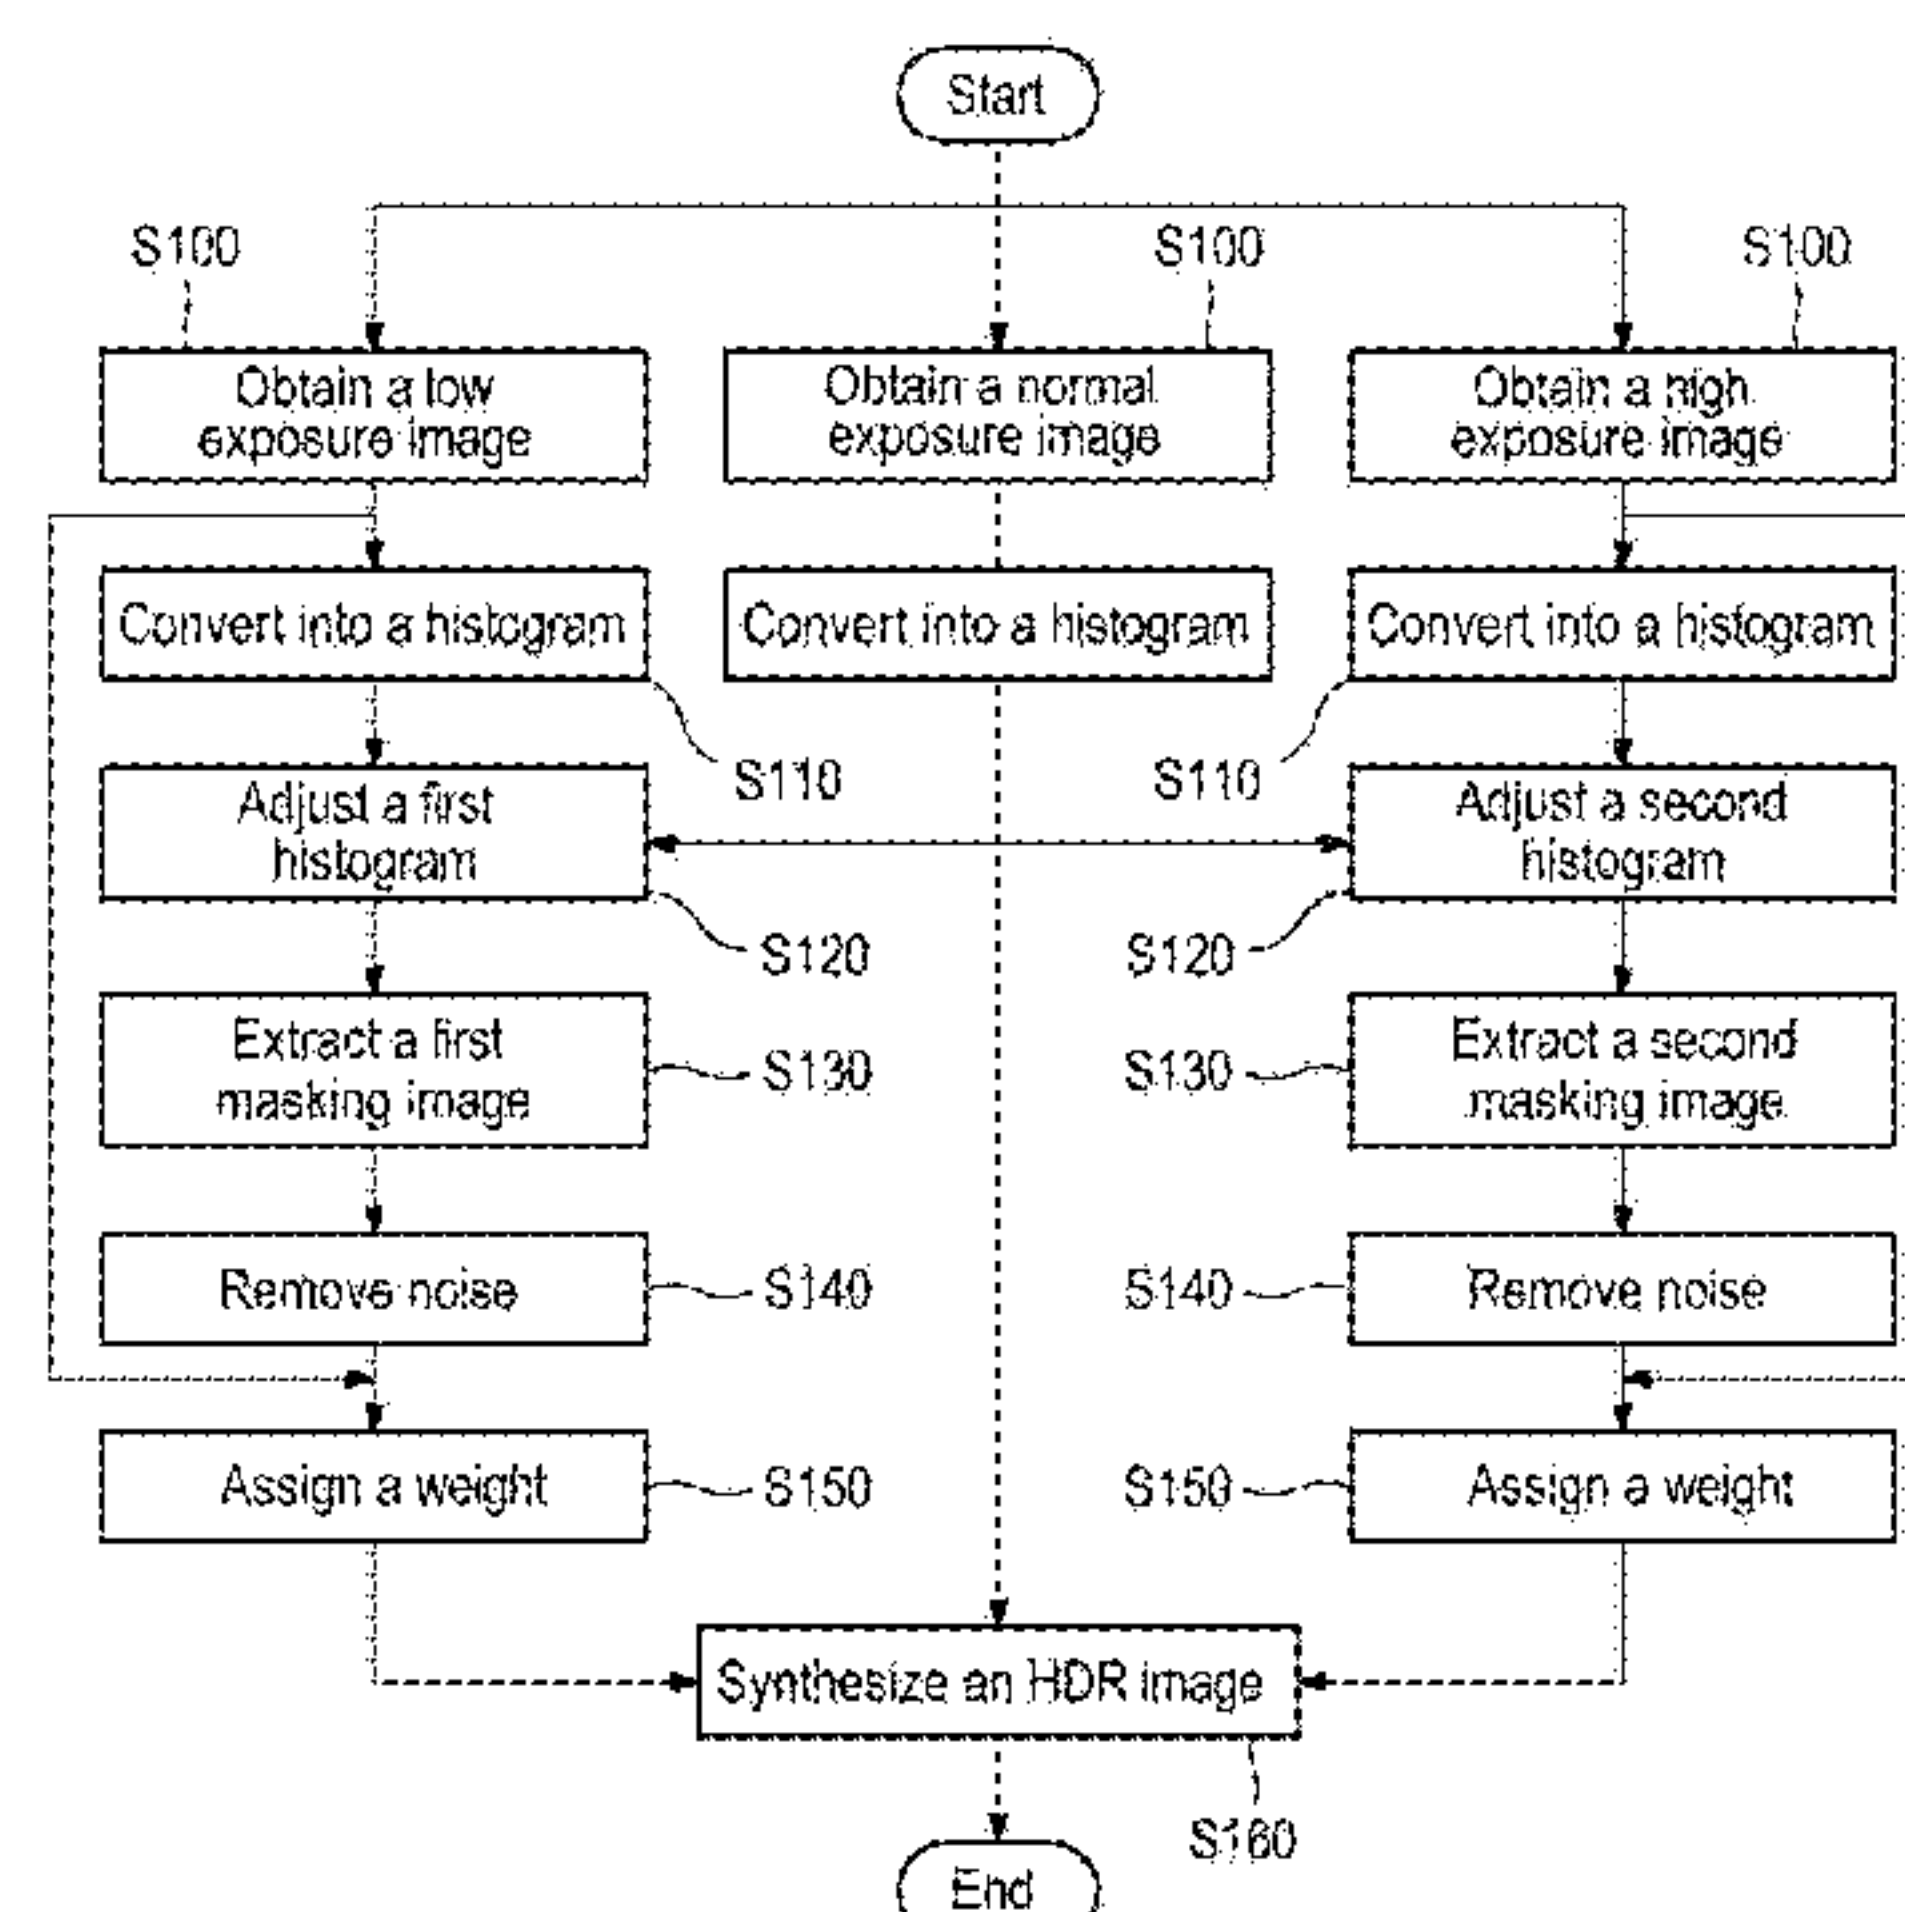 Start
S100
S100
S100
Obtain a low
exposure image
Obtain a normal
exposure image
Obtain a high
exposure image
Convert into a histogram
Convert into a histogram
Convert into a histogram
S110
S110
Adjust a first
histogram
Adjust a second
histogram
S120
S120
Extract a first
masking image
S130
S130
Extract a second
masking image
Remove noise
S140
S140
Remove noise
Assign a weight
S150
S150
Assign a weight
Synthesize an HDR image
S160
End